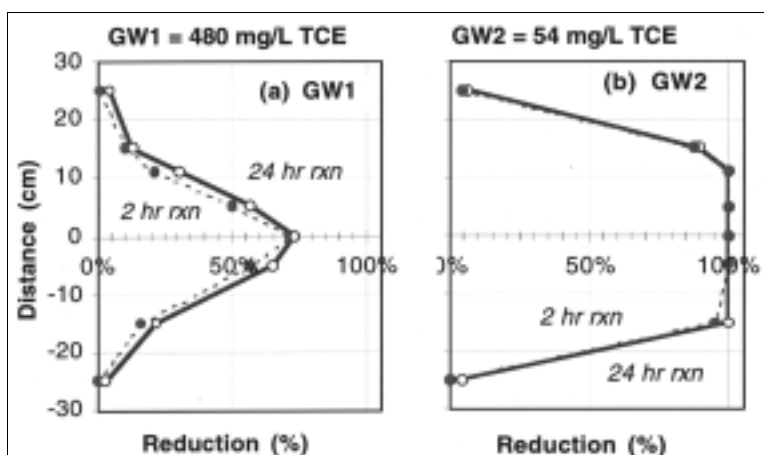 GW1 = 480 mg/L TCE
GW2 = 54 mg/L TCE
30
20
10
0
-10
-20
-30
Distance (cm)
(a) GW1
24 hr rxn
2 hr rxn
0% 50% 100%
Reduction (%)
(b) GW2
0% 50% 100%
2 hr rxn
24 hr rxn
Reduction (%)